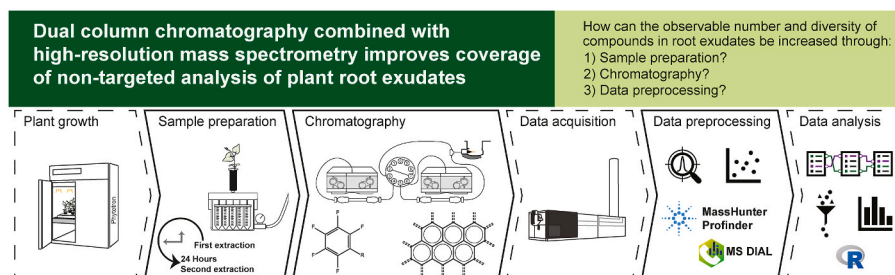 Dual column chromatography combined with
high-resolution mass spectrometry improves coverage
of non-targeted analysis of plant root exudates
How can the observable number and diversity of
compounds in root exudates be increased through:
1) Sample preparation?
2) Chromatography?
3) Data preprocessing?
Plant growth
Phytotron
Sample preparation
First extraction
24 Hours
Second extraction
Chromatography
F
F
F
F
R
F
Data acquisition
Data preprocessing
MassHunter
Profinder
MS DIAL
Data analysis
R